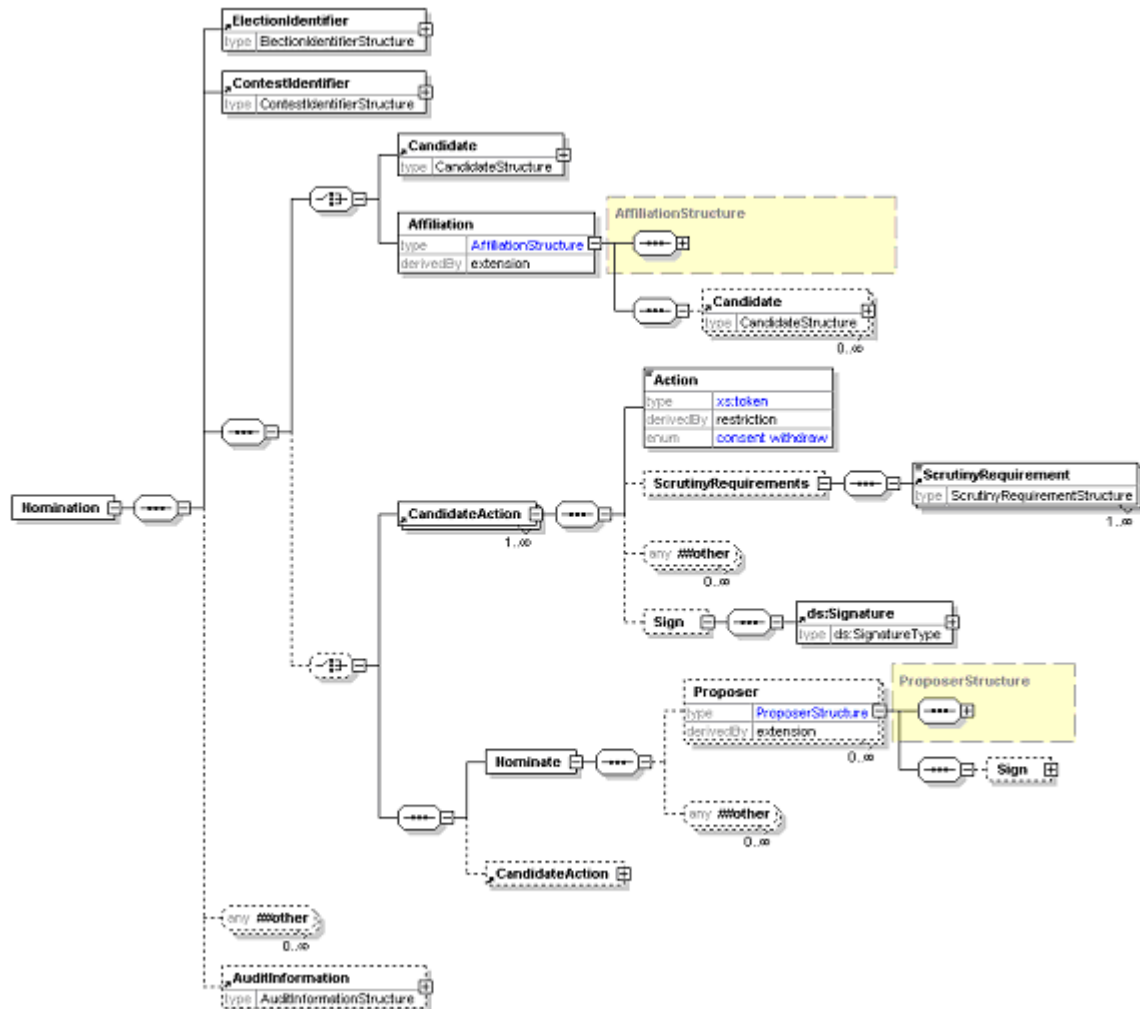 ElectionIdentifier
type ElectionIdentifierStructure
ContestIdentifier
type ContestIdentifierStructure
Candidate
type CandidateStructure
AffiliationStructure
Affiliation
type AffiliationStructure
derivedBy extension
Candidate
type CandidateStructure
0..∞
Action
type xs:token
derivedBy restriction
enum consent withdraw
ScrutinyRequirements
ScrutinyRequirement
type ScrutinyRequirementStructure
1..∞
Nomination
CandidateAction
1..∞
any ##other
0..∞
Sign
ds:Signature
type ds:SignatureType
ProposerStructure
Proposer
type ProposerStructure
derivedBy extension
0..∞
Sign
Nominate
any ##other
0..∞
CandidateAction
any ##other
0..∞
AuditInformation
type AuditInformationStructure